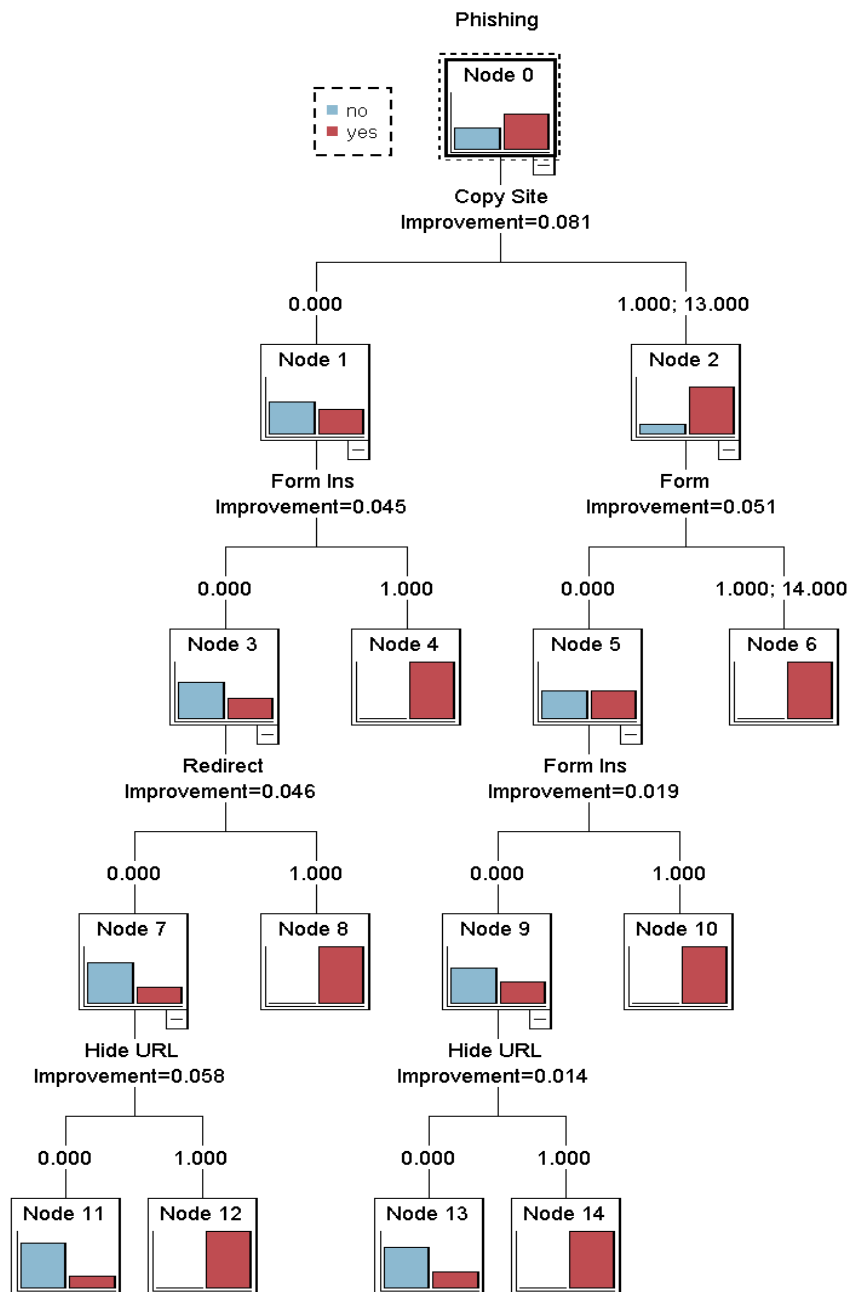 Phishing
Node 0
no
yes
Copy Site
Improvement=0.081
0.000
1.000; 13.000
Node 1
Node 2
Form Ins
Improvement=0.045
Form
Improvement=0.051
0.000
1.000
0.000
1.000; 14.000
Node 3
Node 4
Node 5
Node 6
Redirect
Improvement=0.046
Form Ins
Improvement=0.019
0.000
1.000
0.000
1.000
Node 7
Node 8
Node 9
Node 10
Hide URL
Improvement=0.058
Hide URL
Improvement=0.014
0.000
1.000
0.000
1.000
Node 11
Node 12
Node 13
Node 14